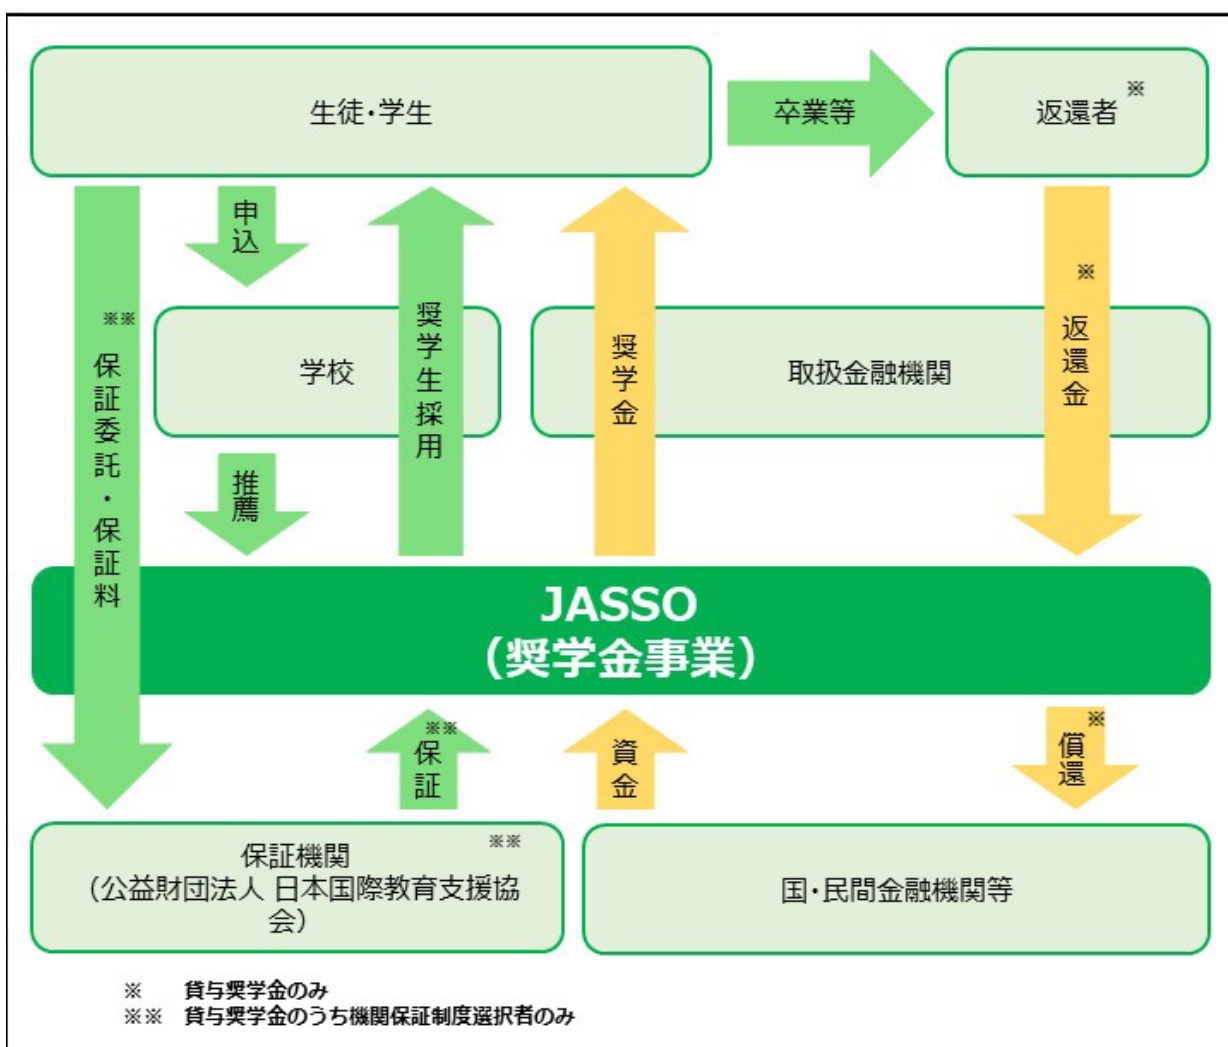 生徒・学生
卒業等
返還者
※
申込
奨学生採用
奨学金
※
返還金
※※
保証委託・保証料
学校
取扱金融機関
推薦
JASSO
（奨学金事業）
※※
保証
資金
※
償還
保証機関
※※
（公益財団法人 日本国際教育支援協
会）
国・民間金融機関等
※ 貸与奨学金のみ
※※ 貸与奨学金のうち機関保証制度選択者のみ